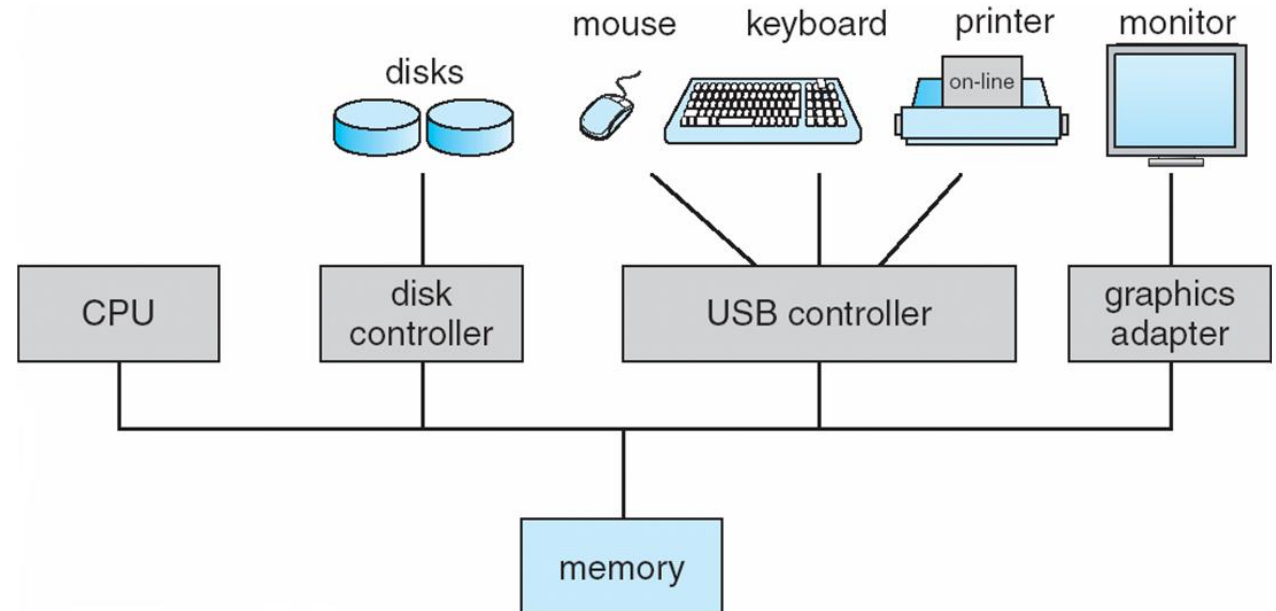 mouse
keyboard
printer
monitor
disks
on-line
CPU
disk
controller
USB controller
graphics
adapter
memory